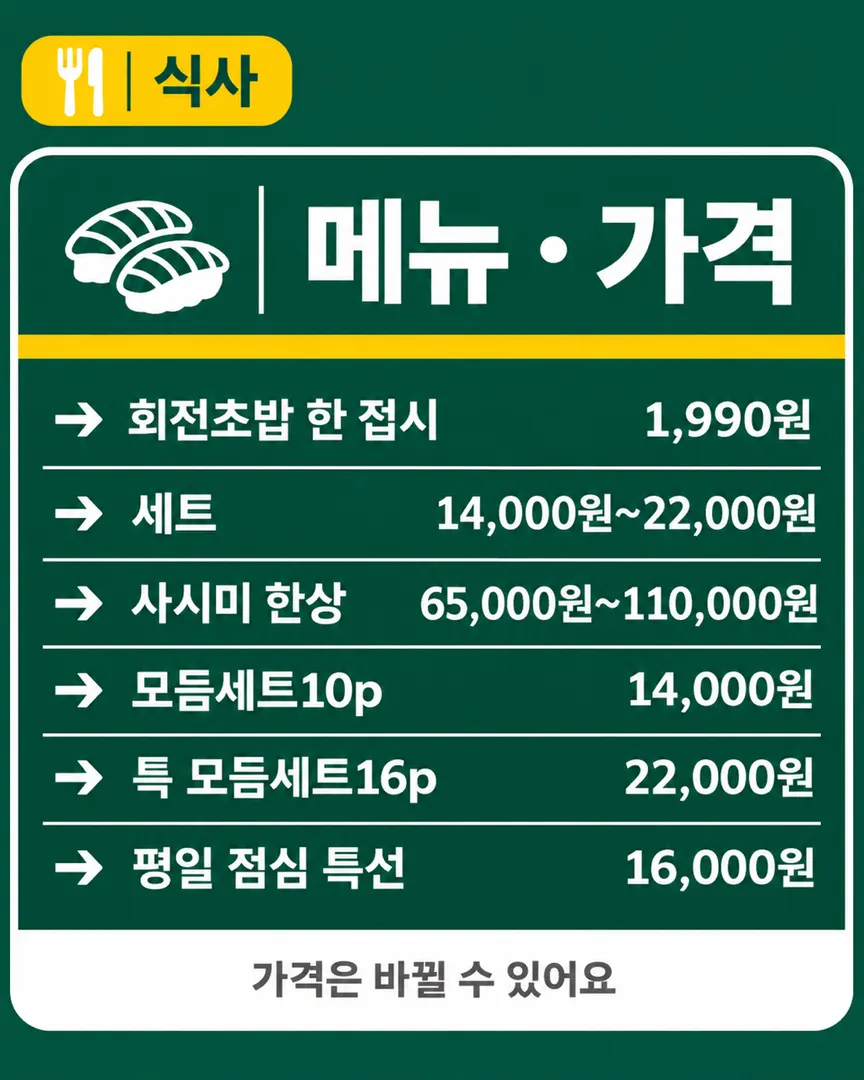 식사
메뉴·가격
→ 회전초밥 한 접시 1,990원
→ 세트 14,000원~22,000원
→ 사시미 한상 65,000원~110,000원
→ 모듬세트10p 14,000원
→ 특 모듬세트16p 22,000원
→ 평일 점심 특선 16,000원
가격은 바뀔 수 있어요